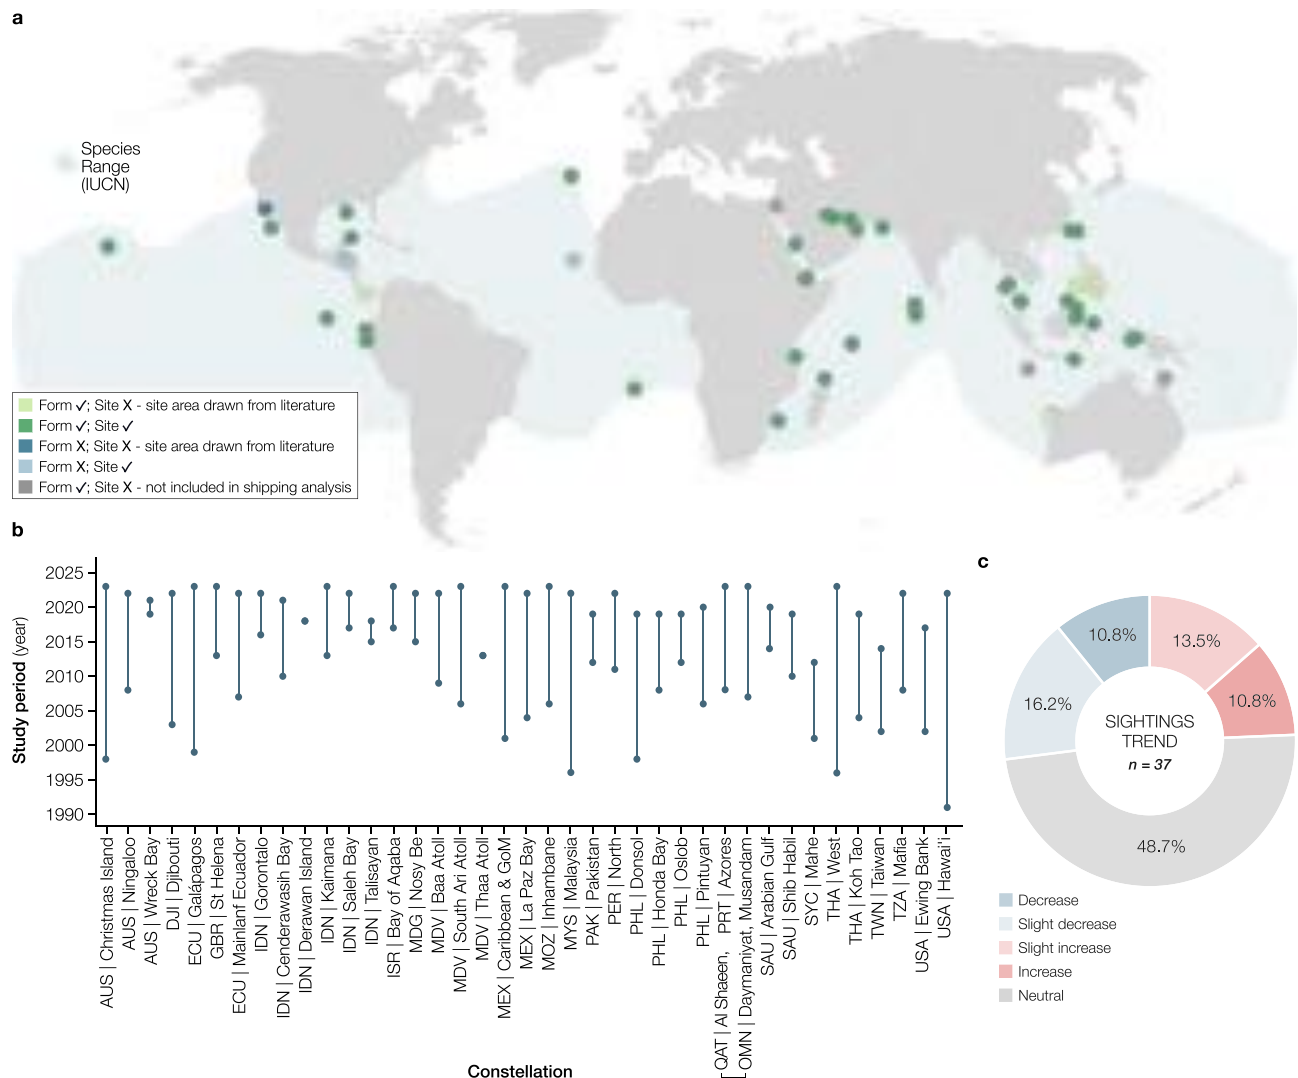 a
Species
Range
(IUCN)
Form ✓; Site X - site area drawn from literature
Form ✓; Site ✓
Form X; Site X - site area drawn from literature
Form X; Site ✓
Form ✓; Site X - not included in shipping analysis
b
Study period (year)
2025
2020
2015
2010
2005
2000
1995
1990
AUS | Christmas Island
AUS | Ningaloo
AUS | Wreck Bay
DJI | Djibouti
ECU | Galápagos
GBR | St Helena
ECU | Mainlanf Ecuador
IDN | Gorontalo
IDN | Cenderawasih Bay
IDN | Derawan Island
IDN | Kaimana
IDN | Saleh Bay
IDN | Talisayan
ISR | Bay of Aqaba
MDG | Nosy Be
MDV | Baa Atoll
MDV | South Ari Atoll
MDV | Thaa Atoll
MEX | Caribbean & GoM
MEX | La Paz Bay
MOZ | Inhambane
MYS | Malaysia
PAK | Pakistan
PER | North
PHL | Donsol
PHL | Honda Bay
PHL | Oslob
PHL | Pintuyan
PRT | Azores
QAT | Al Shaeen,
OMN | Daymaniyat, Musandam
SAU | Arabian Gulf
SAU | Shib Habil
SYC | Mahe
THA | West
THA | Koh Tao
TWN | Taiwan
TZA | Mafia
USA | Ewing Bank
USA | Hawai'i
Constellation
c
10.8%
13.5%
16.2%
10.8%
SIGHTINGS
TREND
n = 37
48.7%
Decrease
Slight decrease
Slight increase
Increase
Neutral